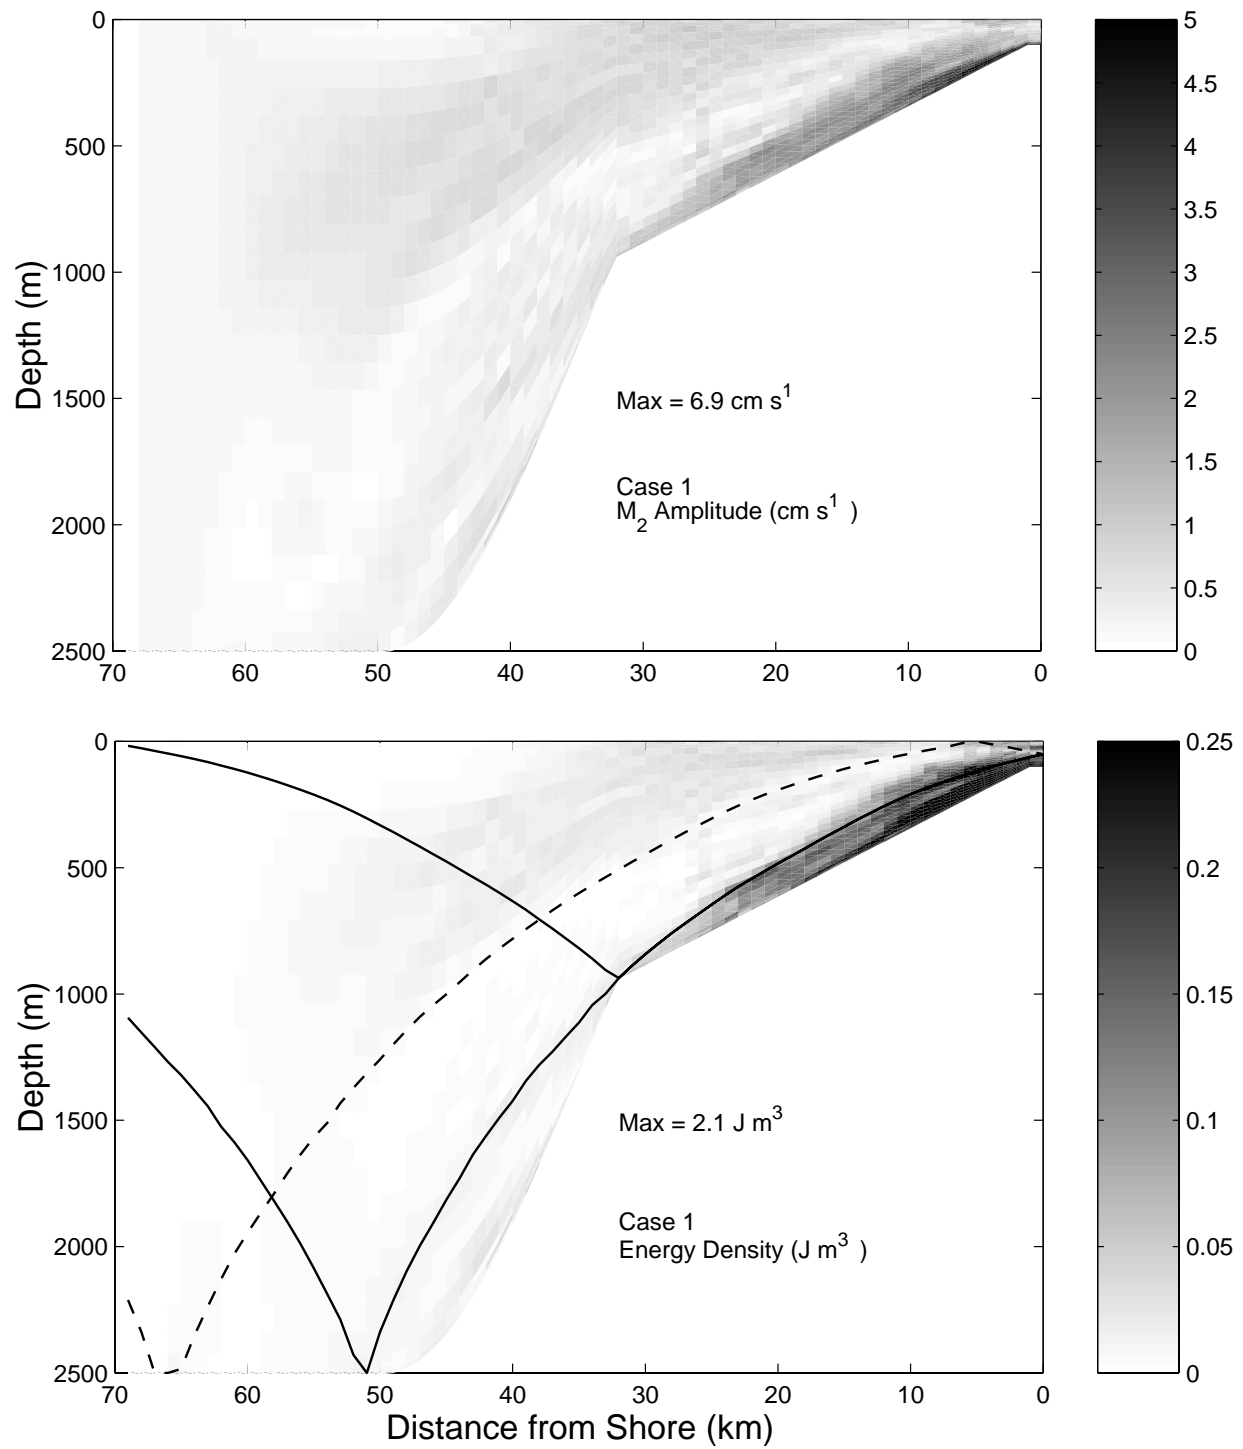 0
500
1000
1500
2000
2500
Depth (m)
70 60 50 40 30 20 10 0
Max = 6.9 cm s1
Case 1
M2 Amplitude (cm s1 )
5
4.5
4
3.5
3
2.5
2
1.5
1
0.5
0
0
500
1000
1500
2000
2500
Depth (m)
70 60 50 40 30 20 10 0
Distance from Shore (km)
Max = 2.1 J m3
Case 1
Energy Density (J m3 )
0.25
0.2
0.15
0.1
0.05
0